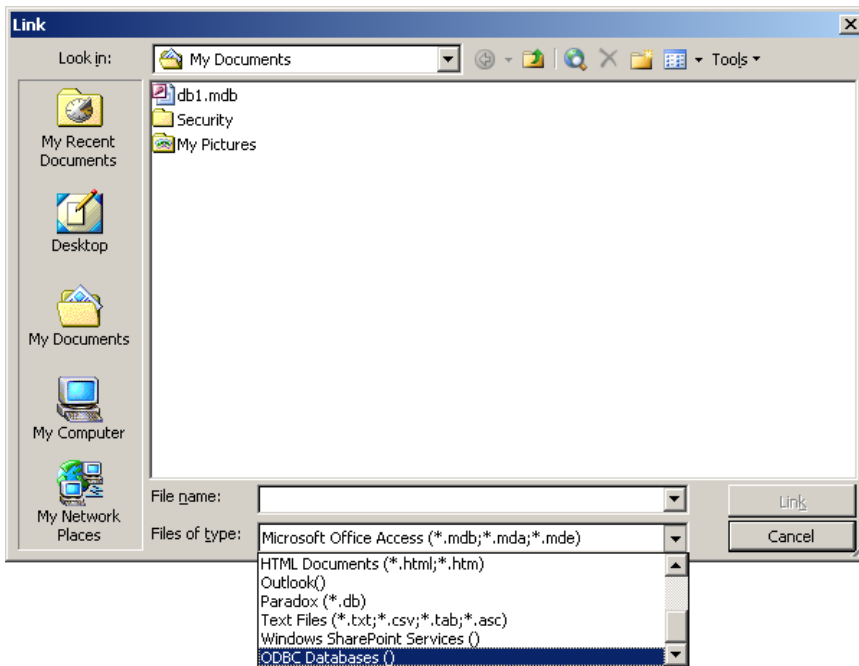 Link
Look in:
My Documents
Tools
My Recent
Documents
Desktop
My Documents
My Computer
My Network
Places
db1.mdb
Security
My Pictures
File name:
Link
Files of type:
Microsoft Office Access (*.mdb;*.mda;*.mde)
Cancel
HTML Documents (*.html;*.htm)
Outlook()
Paradox (*.db)
Text Files (*.txt;*.csv;*.tab;*.asc)
Windows SharePoint Services ()
ODBC Databases ()